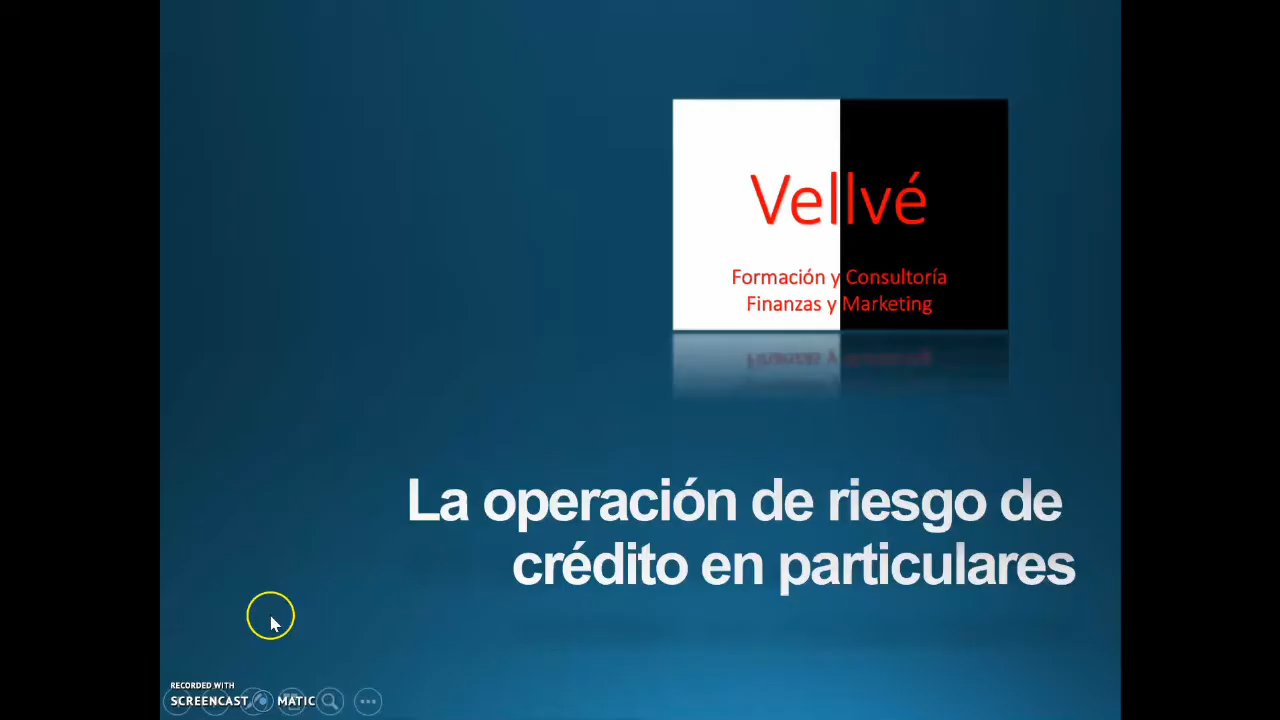 Vellvé
Formación y Consultoría
Finanzas y Marketing
La operación de riesgo de
crédito en particulares
RECORDED WITH
SCREENCAST MATIC